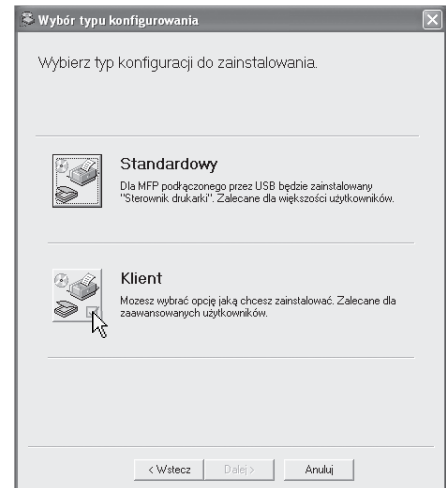 Wybór typu konfigurowania
Wybierz typ konfiguracji do zainstalowania.
Standardowy
Dla MFP podłączonego przez USB będzie zainstalowany
"Sterownik drukarki". Zalecane dla większości użytkowników.
Klient
Mozesz wybrać opcję jaką chcesz zainstalować. Zalecane dla
zaawansowanych użytkowników.
< Wstecz
Dalej >
Anuluj